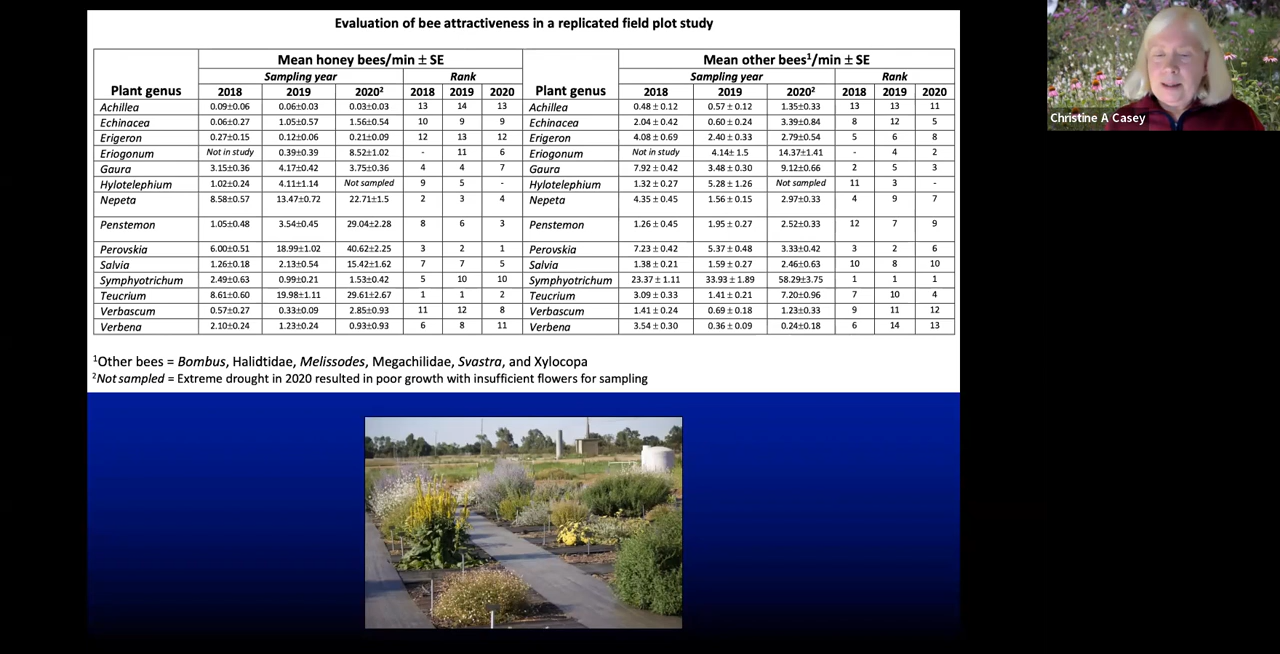 Evaluation of bee attractiveness in a replicated field plot study
Plant genus Mean honey bees/min ± SE Plant genus Mean other bees¹/min ± SE
Sampling year Rank Sampling year Rank
2018 2019 2020² 2018 2019 2020 2018 2019 2020² 2018 2019 2020
Achillea 0.09±0.06 0.06±0.03 0.03±0.03 13 14 13 Achillea 0.48 ± 0.12 0.57 ± 0.12 1.35±0.33 13 13 11
Echinacea 0.06±0.27 1.05±0.57 1.56±0.54 10 9 9 Echinacea 2.04 ± 0.42 0.60 ± 0.24 3.39±0.84 8 12 5
Erigeron 0.27±0.15 0.12±0.06 0.21±0.09 12 13 12 Erigeron 4.08 ± 0.69 2.40 ± 0.33 2.79±0.54 5 6 8
Eriogonum Not in study 0.39±0.39 8.52±1.02 - 11 6 Eriogonum Not in study 4.14± 1.5 14.37±1.41 - 4 2
Gaura 3.15±0.36 4.17±0.42 3.75±0.36 4 4 7 Gaura 7.92 ± 0.42 3.48 ± 0.30 9.12±0.66 2 5 3
Hylotelephium 1.02±0.24 4.11±1.14 Not sampled 9 5 - Hylotelephium 1.32 ± 0.27 5.28 ± 1.26 Not sampled 11 3 -
Nepeta 8.58±0.57 13.47±0.72 22.71±1.5 2 3 4 Nepeta 4.35 ± 0.45 1.56 ± 0.15 2.97±0.33 4 9 7
Penstemon 1.05±0.48 3.54±0.45 29.04±2.28 8 6 3 Penstemon 1.26 ± 0.45 1.95 ± 0.27 2.52±0.33 12 7 9
Perovskia 6.00±0.51 18.99±1.02 40.62±2.25 3 2 1 Perovskia 7.23 ± 0.42 5.37 ± 0.48 3.33±0.42 3 2 6
Salvia 1.26±0.18 2.13±0.54 15.42±1.62 7 7 5 Salvia 1.38 ± 0.21 1.59 ± 0.27 2.46±0.63 10 8 10
Symphyotrichum 2.49±0.63 0.99±0.21 1.53±0.42 5 10 10 Symphyotrichum 23.37 ± 1.11 33.93 ± 1.89 58.29±3.75 1 1 1
Teucrium 8.61±0.60 19.98±1.11 29.61±2.67 1 1 2 Teucrium 3.09 ± 0.33 1.41 ± 0.21 7.20±0.96 7 10 4
Verbascum 0.57±0.27 0.33±0.09 2.85±0.93 11 12 8 Verbascum 1.41 ± 0.24 0.69 ± 0.18 1.23±0.33 9 11 12
Verbena 2.10±0.24 1.23±0.24 0.93±0.93 6 8 11 Verbena 3.54 ± 0.30 0.36 ± 0.09 0.24±0.18 6 14 13
¹Other bees = Bombus, Halidtidae, Melissodes, Megachilidae, Svastra, and Xylocopa
²Not sampled = Extreme drought in 2020 resulted in poor growth with insufficient flowers for sampling
Christine A Casey